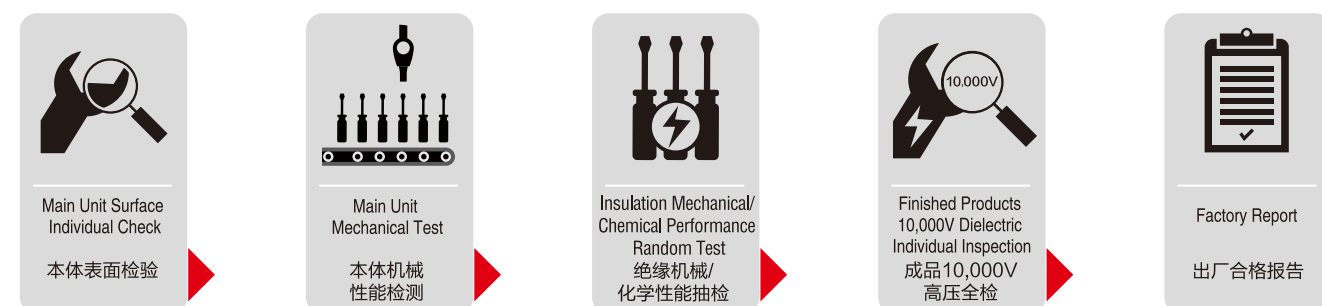 Main Unit Surface
Individual Check
本体表面检验
Main Unit
Mechanical Test
本体机械
性能检测
Insulation Mechanical/
Chemical Performance
Random Test
绝缘机械/
化学性能抽检
10.000V
Finished Products
10,000V Dielectric
Individual Inspection
成品10,000V
高压全检
Factory Report
出厂合格报告